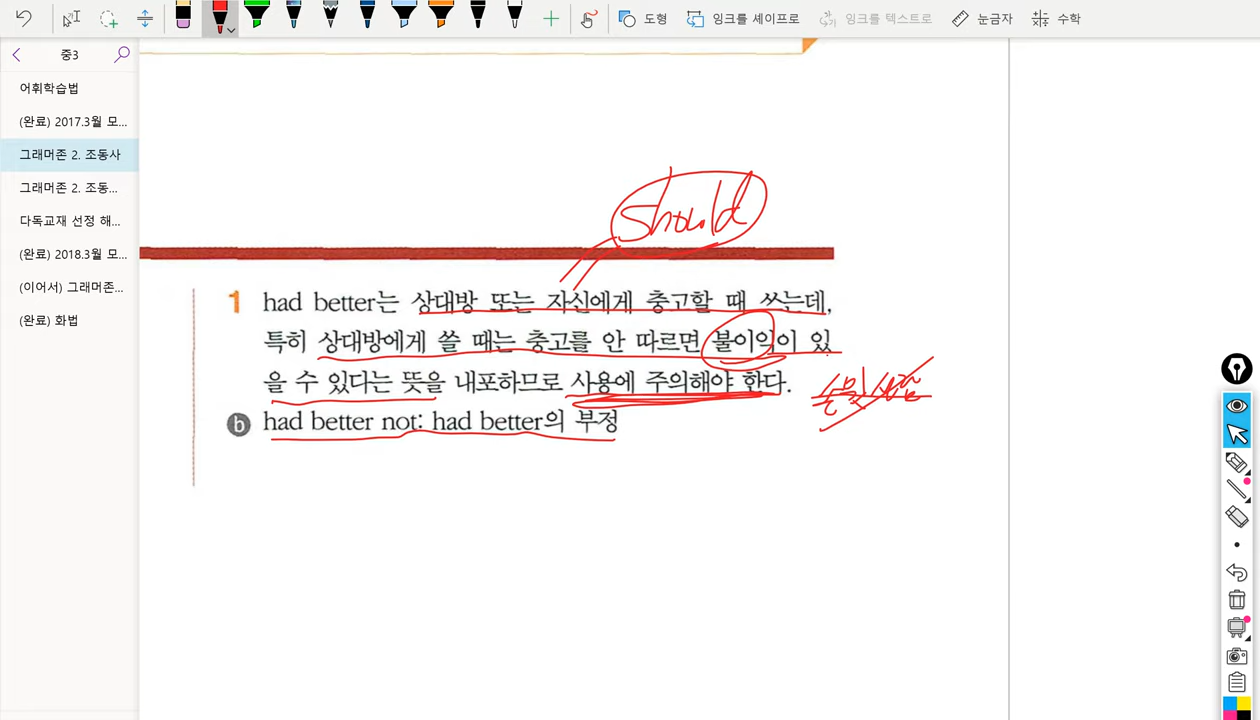 도형
잉크를 셰이프로
잉크를 텍스트로
눈금자
수학
중3
어휘학습법
(완료) 2017.3월 모...
그래머존 2. 조동사
그래머존 2. 조동...
다독교재 선정 해...
(완료) 2018.3월 모...
(이어서) 그래머존...
(완료) 화법
should
1 had better는 상대방 또는 자신에게 충고할 때 쓰는데,
특히 상대방에게 쓸 때는 충고를 안 따르면 불이익이 있
을 수 있다는 뜻을 내포하므로 사용에 주의해야 한다.
b had better not: had better의 부정